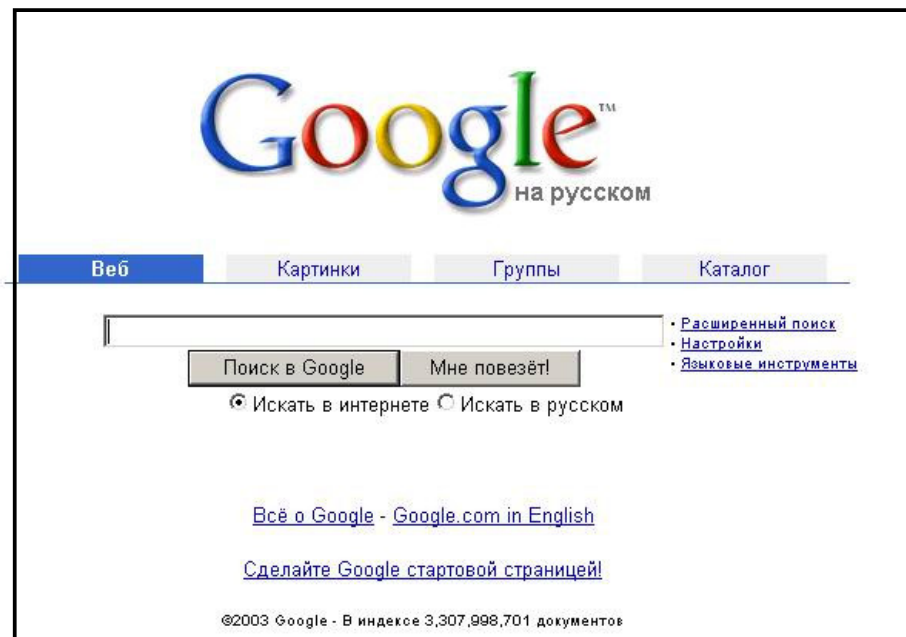 Google™
на русском
Веб Картинки Группы Каталог
• Расширенный поиск
• Настройки
• Языковые инструменты
Поиск в Google Мне повезёт!
Искать в интернете Искать в русском
Всё о Google - Google.com in English
Сделайте Google стартовой страницей!
©2003 Google - В индексе 3,307,998,701 документов